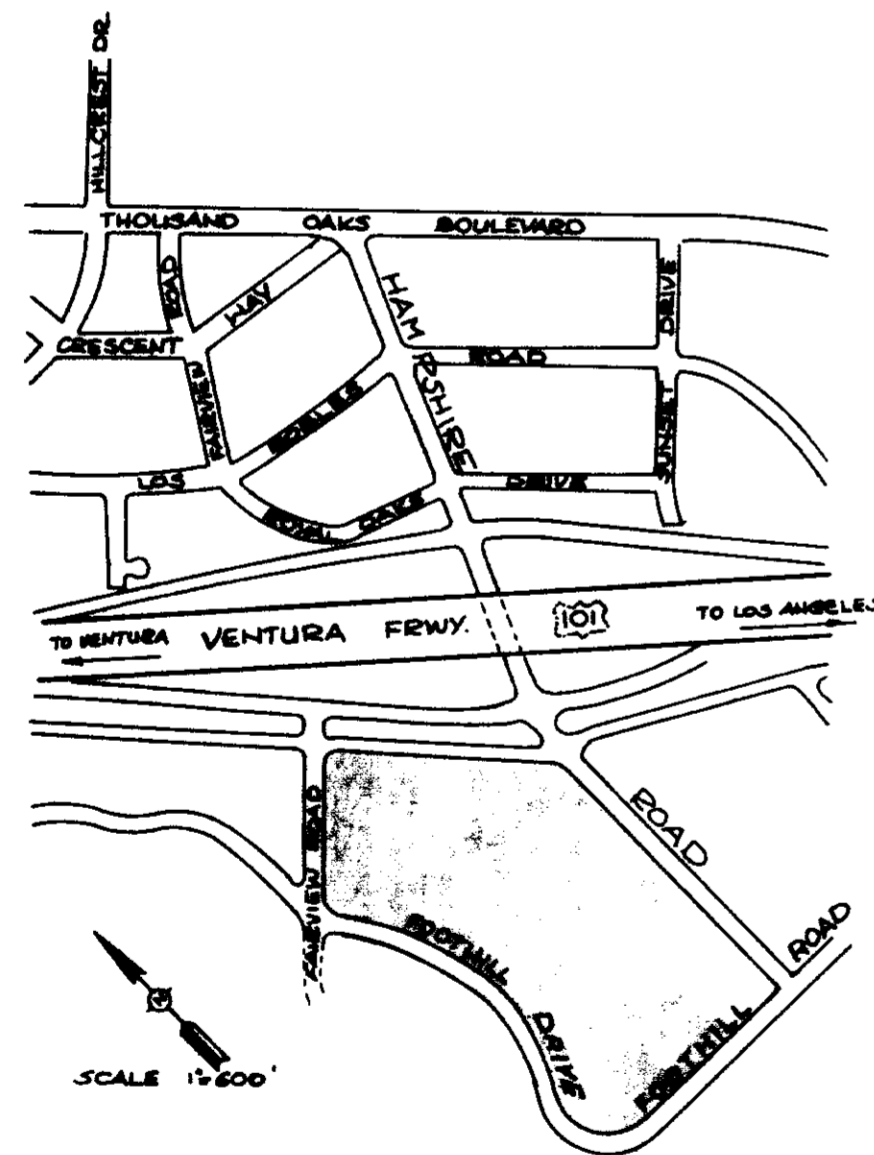 HILLCREST DR.
THOUSAND OAKS BOULEVARD
ROAD
WAY
HAMPSHIRE
DRIVE
CRESCENT
ROAD
FAIRVIEW
ROBLES
SUNSET
LOS
ROYAL OAKS
DRIVE
TO VENTURA
VENTURA FRWY.
101
TO LOS ANGELES
FAIRVIEW ROAD
ROAD
FOOTHILL
DRIVE
FOOTHILL
ROAD
SCALE 1"=600'